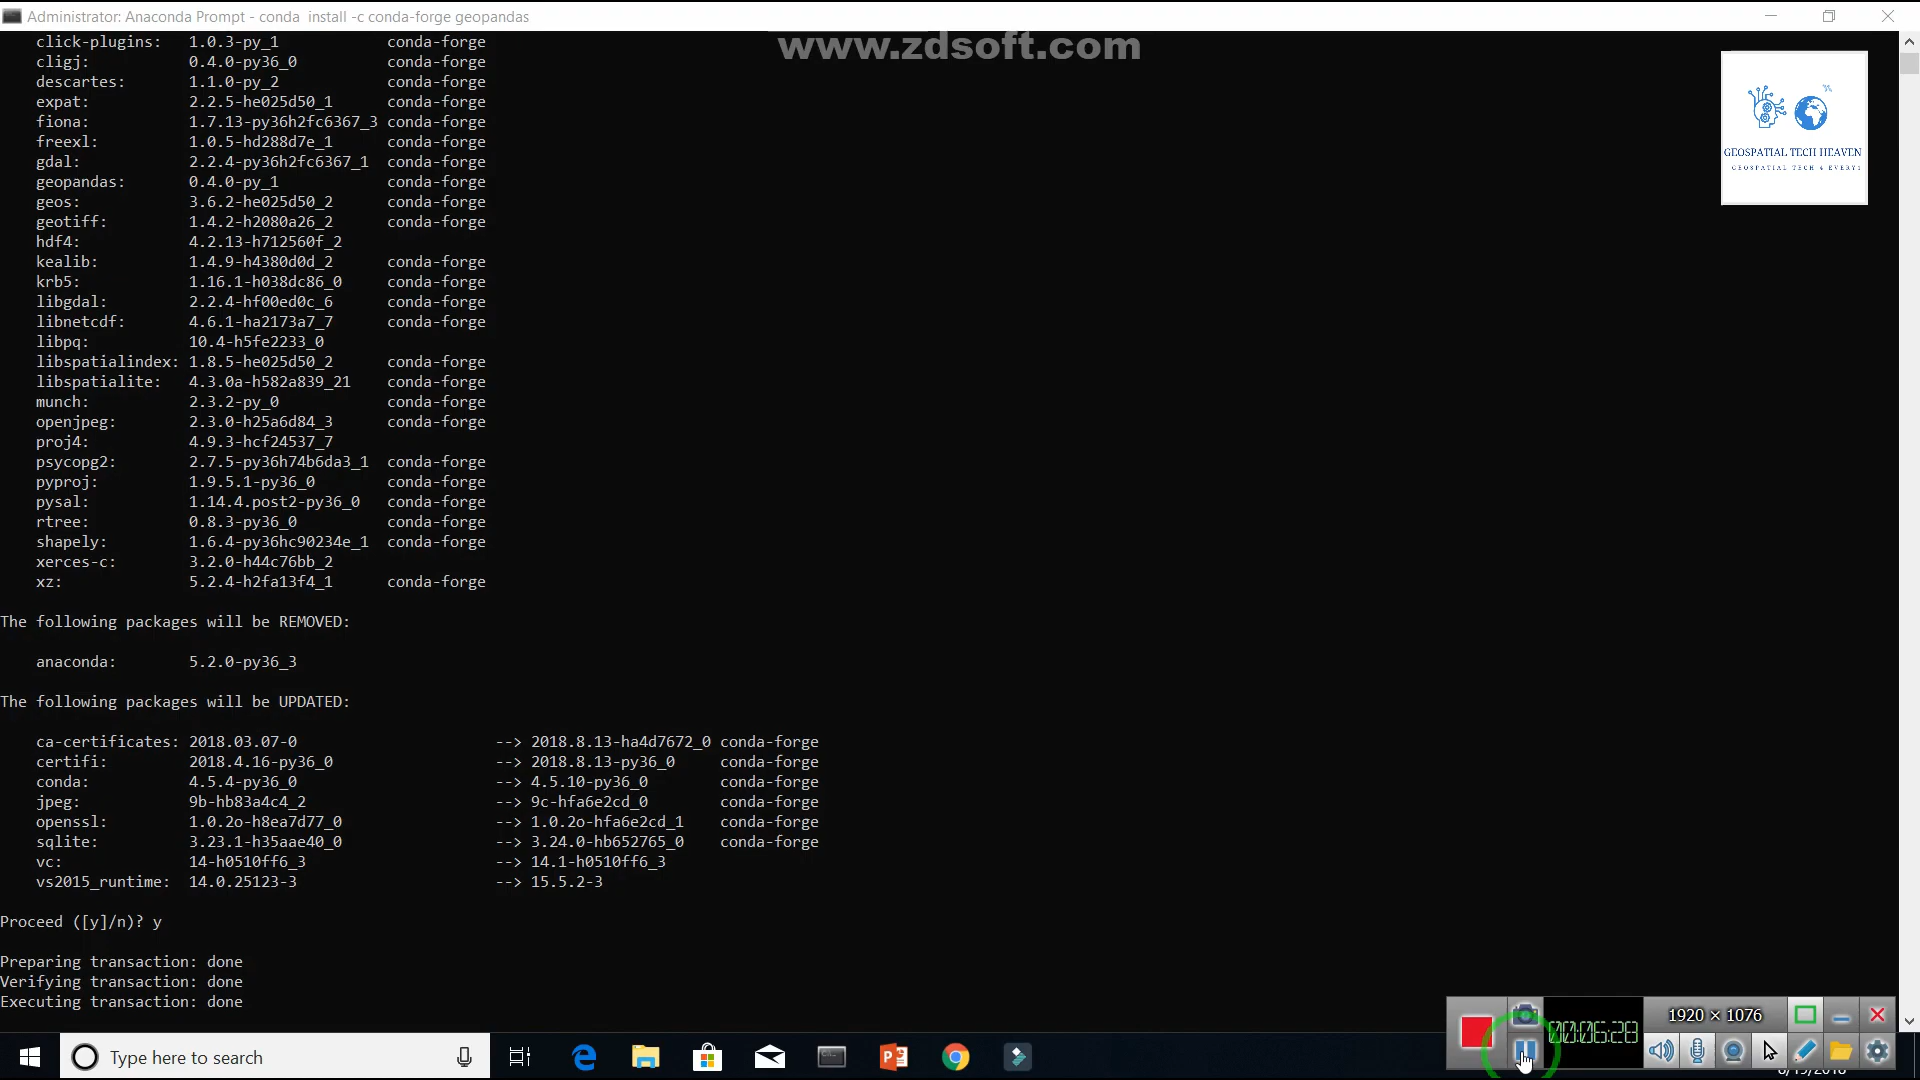 Administrator: Anaconda Prompt - conda  install -c conda-forge geopandas
www.zdsoft.com
click-plugins: 1.0.3-py_1 conda-forge
cligj: 0.4.0-py36_0 conda-forge
descartes: 1.1.0-py_2 conda-forge
expat: 2.2.5-he025d50_1 conda-forge
fiona: 1.7.13-py36h2fc6367_3 conda-forge
freexl: 1.0.5-hd288d7e_1 conda-forge
gdal: 2.2.4-py36h2fc6367_1 conda-forge
geopandas: 0.4.0-py_1 conda-forge
geos: 3.6.2-he025d50_2 conda-forge
geotiff: 1.4.2-h2080a26_2 conda-forge
hdf4: 4.2.13-h712560f_2
kealib: 1.4.9-h4380d0d_2 conda-forge
krb5: 1.16.1-h038dc86_0 conda-forge
libgdal: 2.2.4-hf00ed0c_6 conda-forge
libnetcdf: 4.6.1-ha2173a7_7 conda-forge
libpq: 10.4-h5fe2233_0
libspatialindex: 1.8.5-he025d50_2 conda-forge
libspatialite: 4.3.0a-h582a839_21 conda-forge
munch: 2.3.2-py_0 conda-forge
openjpeg: 2.3.0-h25a6d84_3 conda-forge
proj4: 4.9.3-hcf24537_7
psycopg2: 2.7.5-py36h74b6da3_1 conda-forge
pyproj: 1.9.5.1-py36_0 conda-forge
pysal: 1.14.4.post2-py36_0 conda-forge
rtree: 0.8.3-py36_0 conda-forge
shapely: 1.6.4-py36hc90234e_1 conda-forge
xerces-c: 3.2.0-h44c76bb_2
xz: 5.2.4-h2fa13f4_1 conda-forge
The following packages will be REMOVED:
anaconda: 5.2.0-py36_3
The following packages will be UPDATED:
ca-certificates: 2018.03.07-0 --> 2018.8.13-ha4d7672_0 conda-forge
certifi: 2018.4.16-py36_0 --> 2018.8.13-py36_0 conda-forge
conda: 4.5.4-py36_0 --> 4.5.10-py36_0 conda-forge
jpeg: 9b-hb83a4c4_2 --> 9c-hfa6e2cd_0 conda-forge
openssl: 1.0.2o-h8ea7d77_0 --> 1.0.2o-hfa6e2cd_1 conda-forge
sqlite: 3.23.1-h35aae40_0 --> 3.24.0-hb652765_0 conda-forge
vc: 14-h0510ff6_3 --> 14.1-h0510ff6_3
vs2015_runtime: 14.0.25123-3 --> 15.5.2-3
Proceed ([y]/n)? y
Preparing transaction: done
Verifying transaction: done
Executing transaction: done
GEOSPATIAL TECH HEAVEN
GEOSPATIAL TECH 4 EVERY1
00:06:28
1920 × 1076
Type here to search